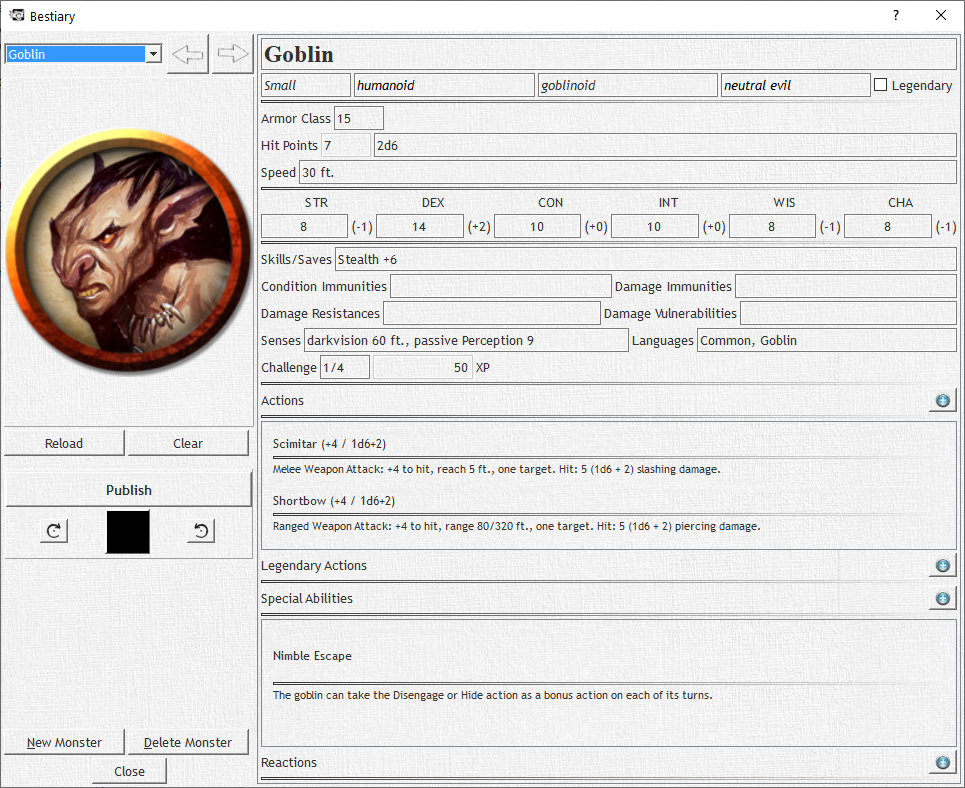 Bestiary ?
Goblin
Goblin
Small humanoid goblinoid neutral evil Legendary
Armor Class 15
Hit Points 7 2d6
Speed 30 ft.
STR DEX CON INT WIS CHA
8 (-1) 14 (+2) 10 (+0) 10 (+0) 8 (-1) 8 (-1)
Skills/Saves Stealth +6
Condition Immunities Damage Immunities
Damage Resistances Damage Vulnerabilities
Senses darkvision 60 ft., passive Perception 9 Languages Common, Goblin
Challenge 1/4 50 XP
Actions
Scimitar (+4 / 1d6+2)
Melee Weapon Attack: +4 to hit, reach 5 ft., one target. Hit: 5 (1d6 + 2) slashing damage.
Shortbow (+4 / 1d6+2)
Ranged Weapon Attack: +4 to hit, range 80/320 ft., one target. Hit: 5 (1d6 + 2) piercing damage.
Legendary Actions
Special Abilities
Nimble Escape
The goblin can take the Disengage or Hide action as a bonus action on each of its turns.
Reactions
Reload Clear
Publish
New Monster Delete Monster
Close